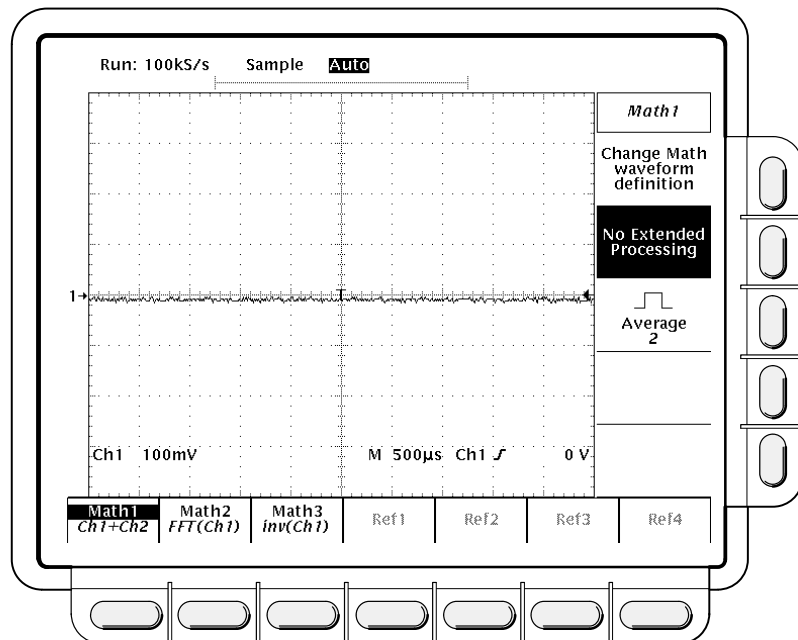 Run: 100kS/s Sample Auto
Math1
Change Math
waveform
definition
No Extended
Processing
Average
2
1
T
Ch1 100mV M 500µs Ch1 0 V
Math1 Math2 Math3 Ref1 Ref2 Ref3 Ref4
Ch1+Ch2 FFT(Ch1) inv(Ch1)